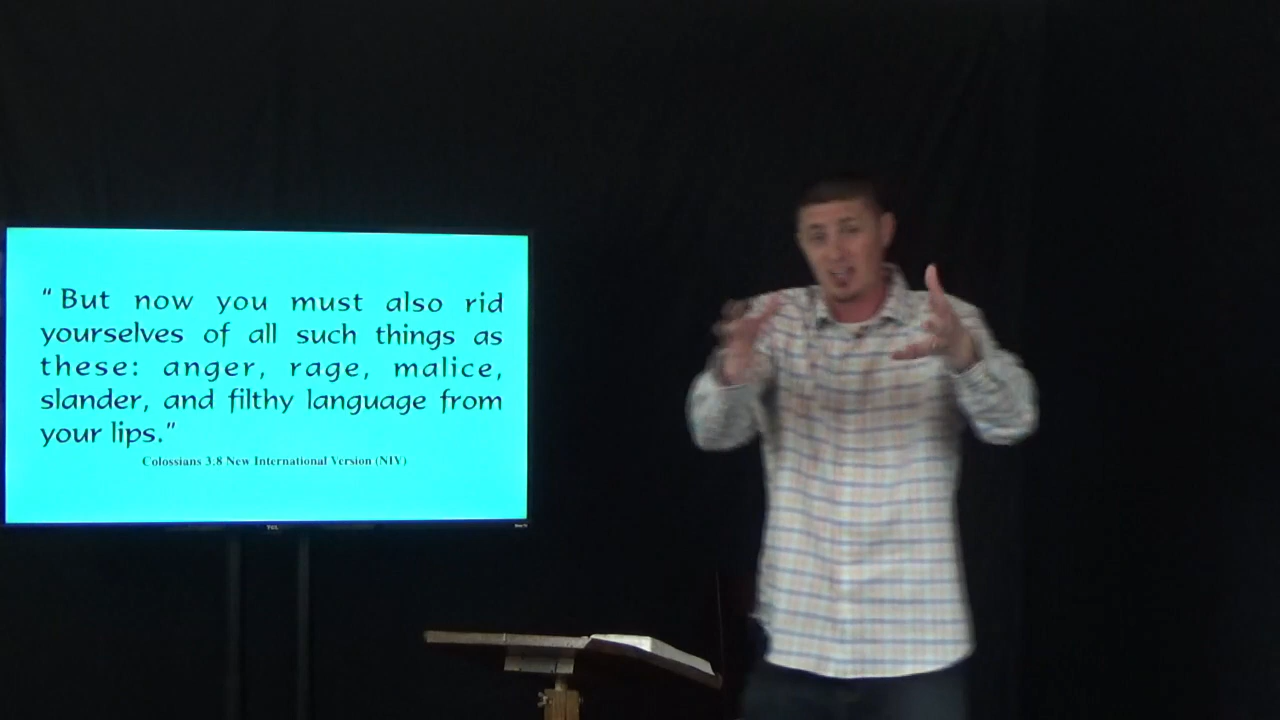 “ But now you must also rid
yourselves of all such things as
these: anger, rage, malice,
slander, and filthy language from
your lips.”
Colossians 3:8 New International Version (NIV)
TCL